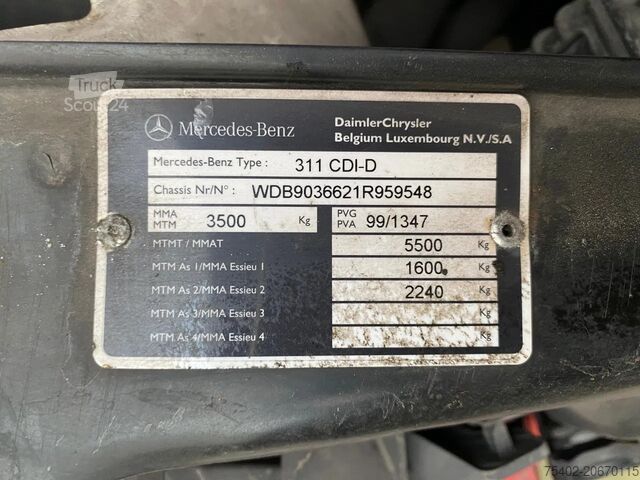 Truck
Scout24
Mercedes-Benz
DaimlerChrysler
Belgium Luxembourg N.V./S.A
Mercedes-Benz Type : 311 CDI-D
Chassis Nr/N° : WDB9036621R959548
MMA
MTM 3500 Kg
PVG
PVA 99/1347
MTMT / MMAT 5500 Kg
MTM As 1/MMA Essieu 1 1600 Kg
MTM As 2/MMA Essieu 2 2240 Kg
MTM As 3/MMA Essieu 3 Kg
MTM As 4/MMA Essieu 4 Kg
75402-20670115